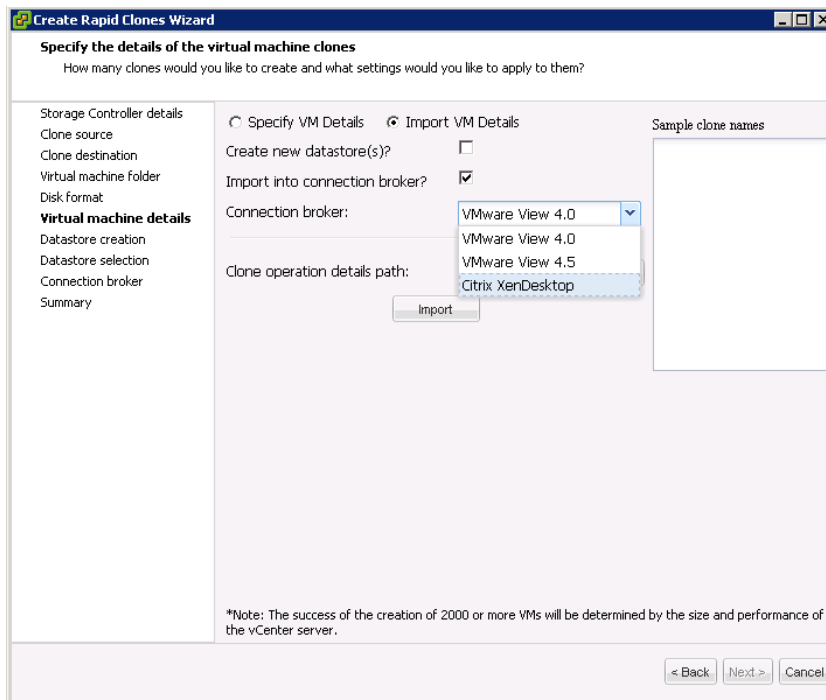 Create Rapid Clones Wizard
Specify the details of the virtual machine clones
How many clones would you like to create and what settings would you like to apply to them?
Storage Controller details
Clone source
Clone destination
Virtual machine folder
Disk format
Virtual machine details
Datastore creation
Datastore selection
Connection broker
Summary
Specify VM Details
Import VM Details
Create new datastore(s)?
Import into connection broker?
Connection broker:
VMware View 4.0
VMware View 4.0
VMware View 4.5
Citrix XenDesktop
Clone operation details path:
Import
Sample clone names
*Note: The success of the creation of 2000 or more VMs will be determined by the size and performance of
the vCenter server.
< Back
Next >
Cancel